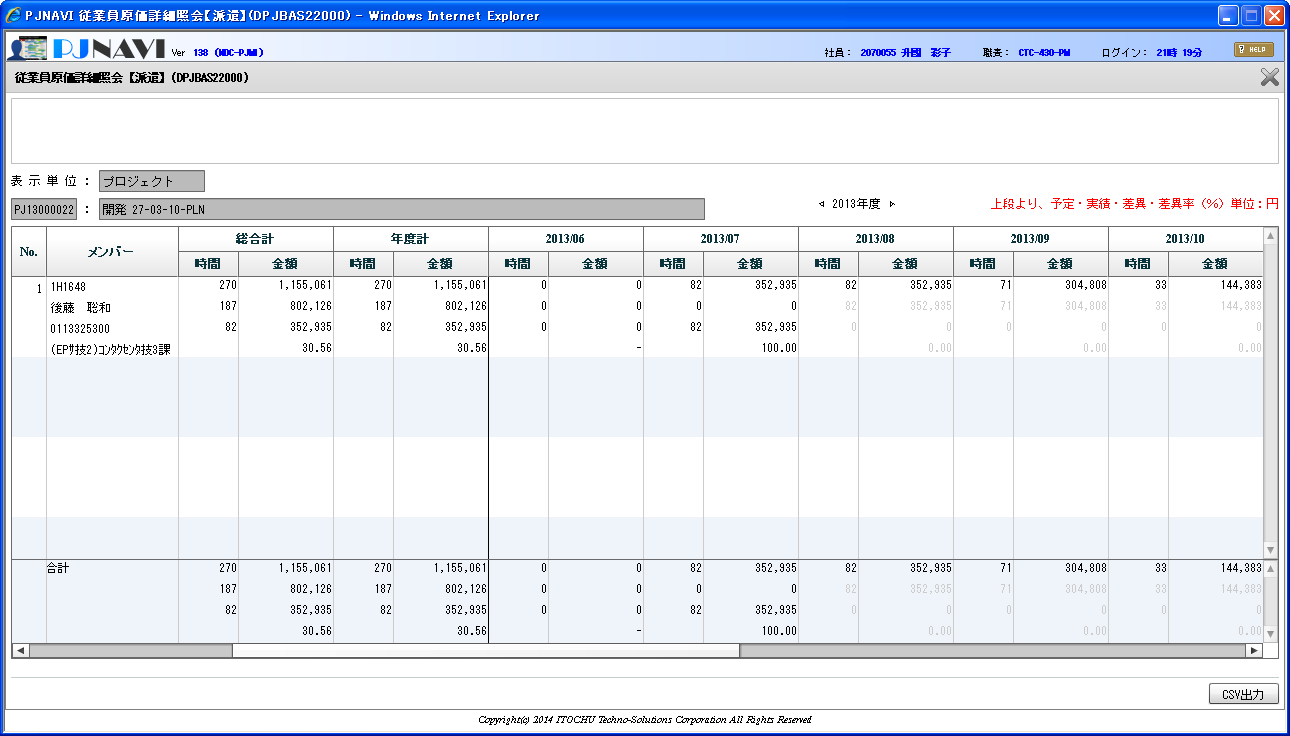 PJNAVI 従業員原価詳細照会【派遣】(DPJBAS22000) - Windows Internet Explorer
PJNAVI Ver 138 (NDC-PJMI) 社員： 2070055 升國 彩子 職責： CTC-430-PM ログイン： 21時 19分 ? HELP
従業員原価詳細照会【派遣】(DPJBAS22000)
表 示 単 位 ： プロジェクト
PJ13000022 ： 開発 27-03-10-PLN 2013年度 上段より、予定・実績・差異・差異率（%）単位：円
No. メンバー 総合計 年度計 2013/06 2013/07 2013/08 2013/09 2013/10
時間 金額 時間 金額 時間 金額 時間 金額 時間 金額 時間 金額 時間 金額
1 1H1648 270 1,155,061 270 1,155,061 0 0 82 352,935 82 352,935 71 304,808 33 144,383
後藤　聡和 187 802,126 187 802,126 0 0 0 0 82 352,935 71 304,808 33 144,383
0113325300 82 352,935 82 352,935 0 0 82 352,935 0 0 0 0 0 0
(EPｻ技2)ｺﾝﾀｸｾﾝﾀ技3課 30.56 30.56 - 100.00 0.00 0.00 0.00
合計 270 1,155,061 270 1,155,061 0 0 82 352,935 82 352,935 71 304,808 33 144,383
187 802,126 187 802,126 0 0 0 0 82 352,935 71 304,808 33 144,383
82 352,935 82 352,935 0 0 82 352,935 0 0 0 0 0 0
30.56 30.56 - 100.00 0.00 0.00 0.00
CSV出力
Copyright(c) 2014 ITOCHU Techno-Solutions Corporation All Rights Reserved